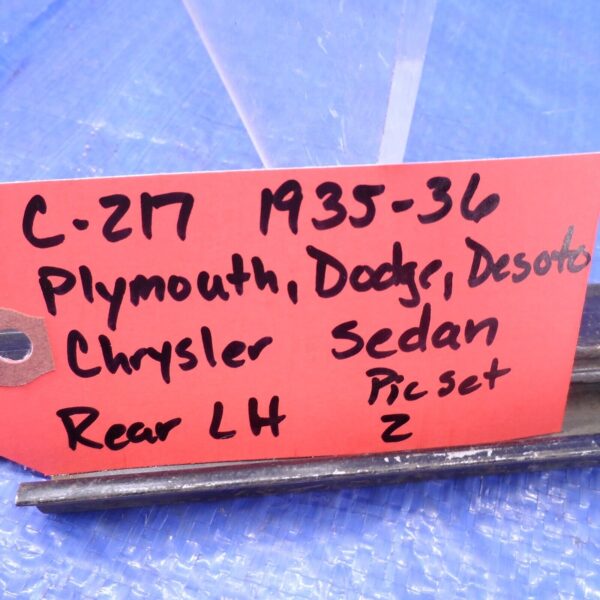 C-217 1935-36
Plymouth, Dodge, Desoto
Chrysler Sedan
Rear LH Pic set
2